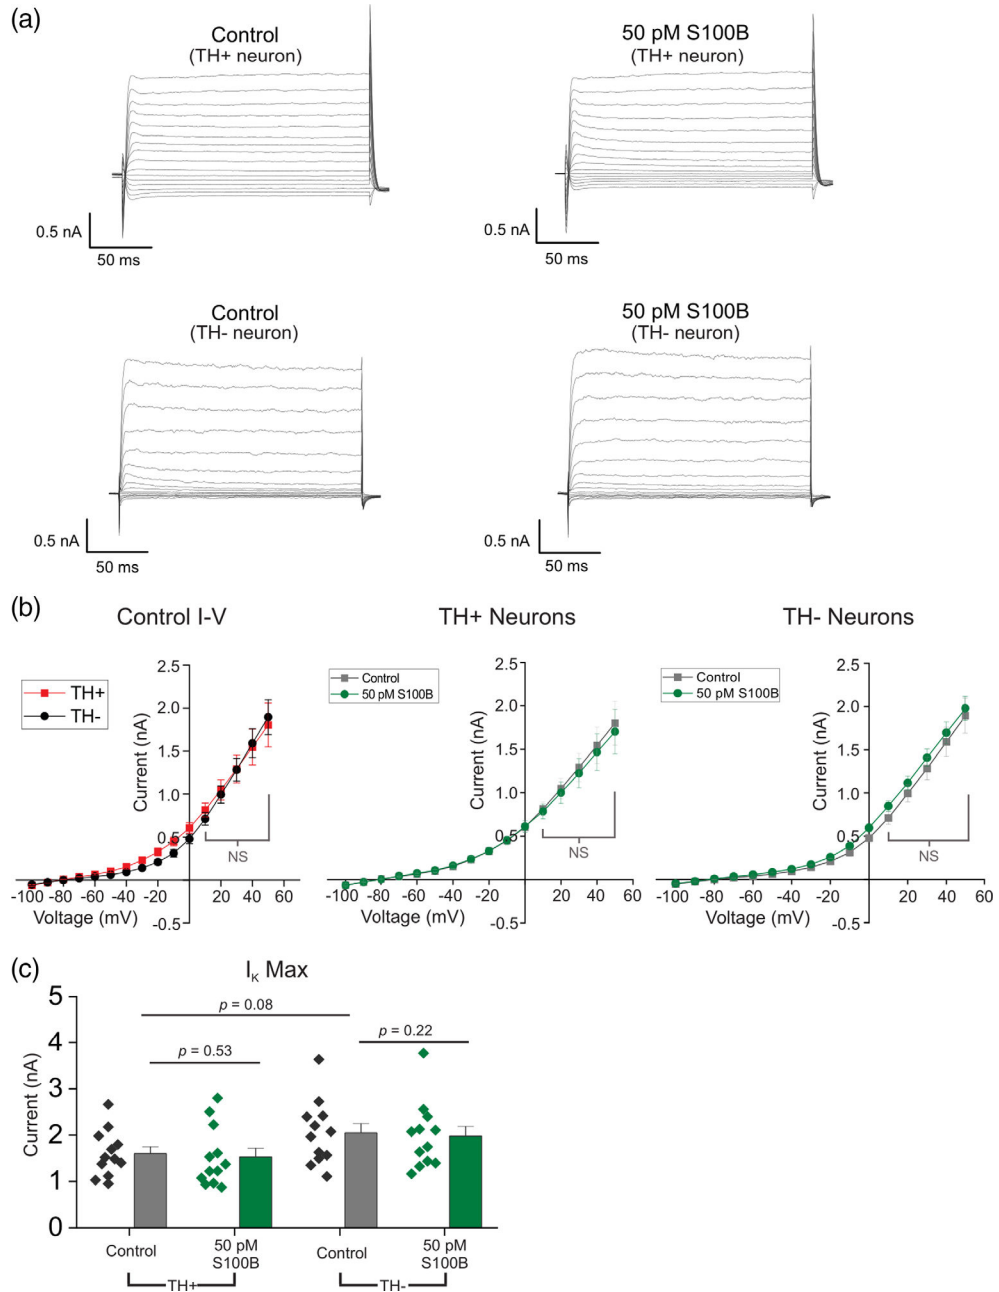 (a)
Control
(TH+ neuron)
50 pM S100B
(TH+ neuron)
0.5 nA
50 ms
0.5 nA
50 ms
Control
(TH- neuron)
50 pM S100B
(TH- neuron)
0.5 nA
50 ms
0.5 nA
50 ms
(b)
Control I-V
TH+ Neurons
TH- Neurons
TH+
TH-
Current (nA)
2.5
2.0
1.5
1.0
0.5
-0.5
-100 -80 -60 -40 -20 20 40 60
Voltage (mV)
NS
Control
50 pM S100B
Current (nA)
2.5
2.0
1.5
1.0
0.5
-0.5
-100 -80 -60 -40 -20 20 40 60
Voltage (mV)
NS
Control
50 pM S100B
Current (nA)
2.5
2.0
1.5
1.0
0.5
-0.5
-100 -80 -60 -40 -20 20 40 60
Voltage (mV)
NS
(c)
IK Max
Current (nA)
5
4
3
2
1
0
p = 0.08
p = 0.53
p = 0.22
Control
50 pM
S100B
Control
50 pM
S100B
TH+
TH-